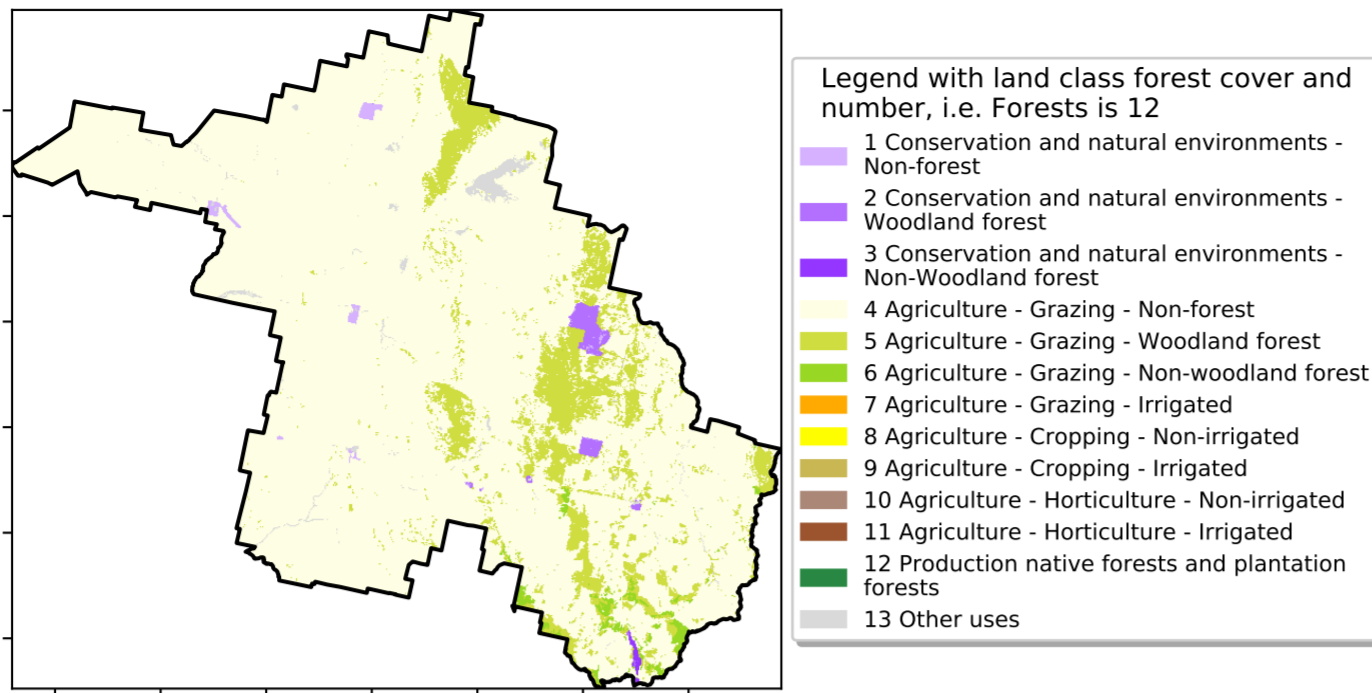 Legend with land class forest cover and
number, i.e. Forests is 12
1 Conservation and natural environments -
Non-forest
2 Conservation and natural environments -
Woodland forest
3 Conservation and natural environments -
Non-Woodland forest
4 Agriculture - Grazing - Non-forest
5 Agriculture - Grazing - Woodland forest
6 Agriculture - Grazing - Non-woodland forest
7 Agriculture - Grazing - Irrigated
8 Agriculture - Cropping - Non-irrigated
9 Agriculture - Cropping - Irrigated
10 Agriculture - Horticulture - Non-irrigated
11 Agriculture - Horticulture - Irrigated
12 Production native forests and plantation
forests
13 Other uses